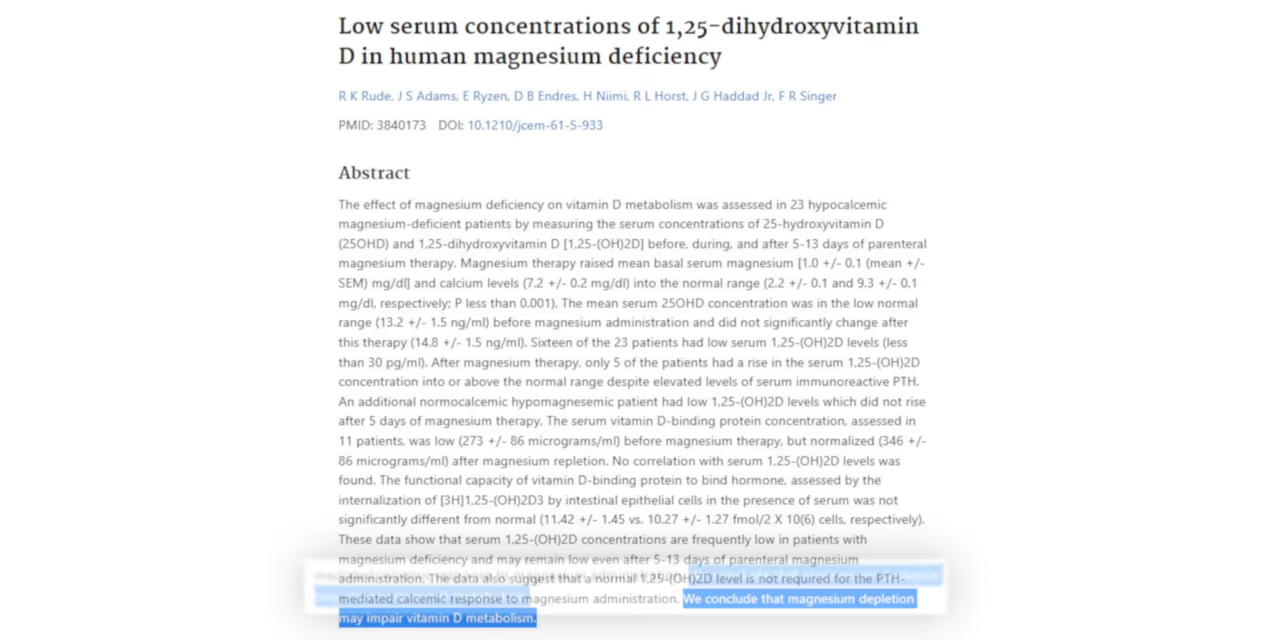 Low serum concentrations of 1,25-dihydroxyvitamin
D in human magnesium deficiency
R K Rude, J S Adams, E Ryzen, D B Endres, H Niimi, R L Horst, J G Haddad Jr, F R Singer
PMID: 3840173 DOI: 10.1210/jcem-61-5-933
Abstract
The effect of magnesium deficiency on vitamin D metabolism was assessed in 23 hypocalcemic
magnesium-deficient patients by measuring the serum concentrations of 25-hydroxyvitamin D
(25OHD) and 1,25-dihydroxyvitamin D [1,25-(OH)2D] before, during, and after 5-13 days of parenteral
magnesium therapy. Magnesium therapy raised mean basal serum magnesium [1.0 +/- 0.1 (mean +/-
SEM) mg/dl] and calcium levels (7.2 +/- 0.2 mg/dl) into the normal range (2.2 +/- 0.1 and 9.3 +/- 0.1
mg/dl, respectively; P less than 0.001). The mean serum 25OHD concentration was in the low normal
range (13.2 +/- 1.5 ng/ml) before magnesium administration and did not significantly change after
this therapy (14.8 +/- 1.5 ng/ml). Sixteen of the 23 patients had low serum 1,25-(OH)2D levels (less
than 30 pg/ml). After magnesium therapy, only 5 of the patients had a rise in the serum 1,25-(OH)2D
concentration into or above the normal range despite elevated levels of serum immunoreactive PTH.
An additional normocalcemic hypomagnesemic patient had low 1,25-(OH)2D levels which did not rise
after 5 days of magnesium therapy. The serum vitamin D-binding protein concentration, assessed in
11 patients, was low (273 +/- 86 micrograms/ml) before magnesium therapy, but normalized (346 +/-
86 micrograms/ml) after magnesium repletion. No correlation with serum 1,25-(OH)2D levels was
found. The functional capacity of vitamin D-binding protein to bind hormone, assessed by the
internalization of [3H]1,25-(OH)2D3 by intestinal epithelial cells in the presence of serum was not
significantly different from normal (11.42 +/- 1.45 vs. 10.27 +/- 1.27 fmol/2 X 10(6) cells, respectively).
These data show that serum 1,25-(OH)2D concentrations are frequently low in patients with
magnesium deficiency and may remain low even after 5-13 days of parenteral magnesium
administration. The data also suggest that a normal 1,25-(OH)2D level is not required for the PTH-
mediated calcemic response to magnesium administration. We conclude that magnesium depletion
may impair vitamin D metabolism.